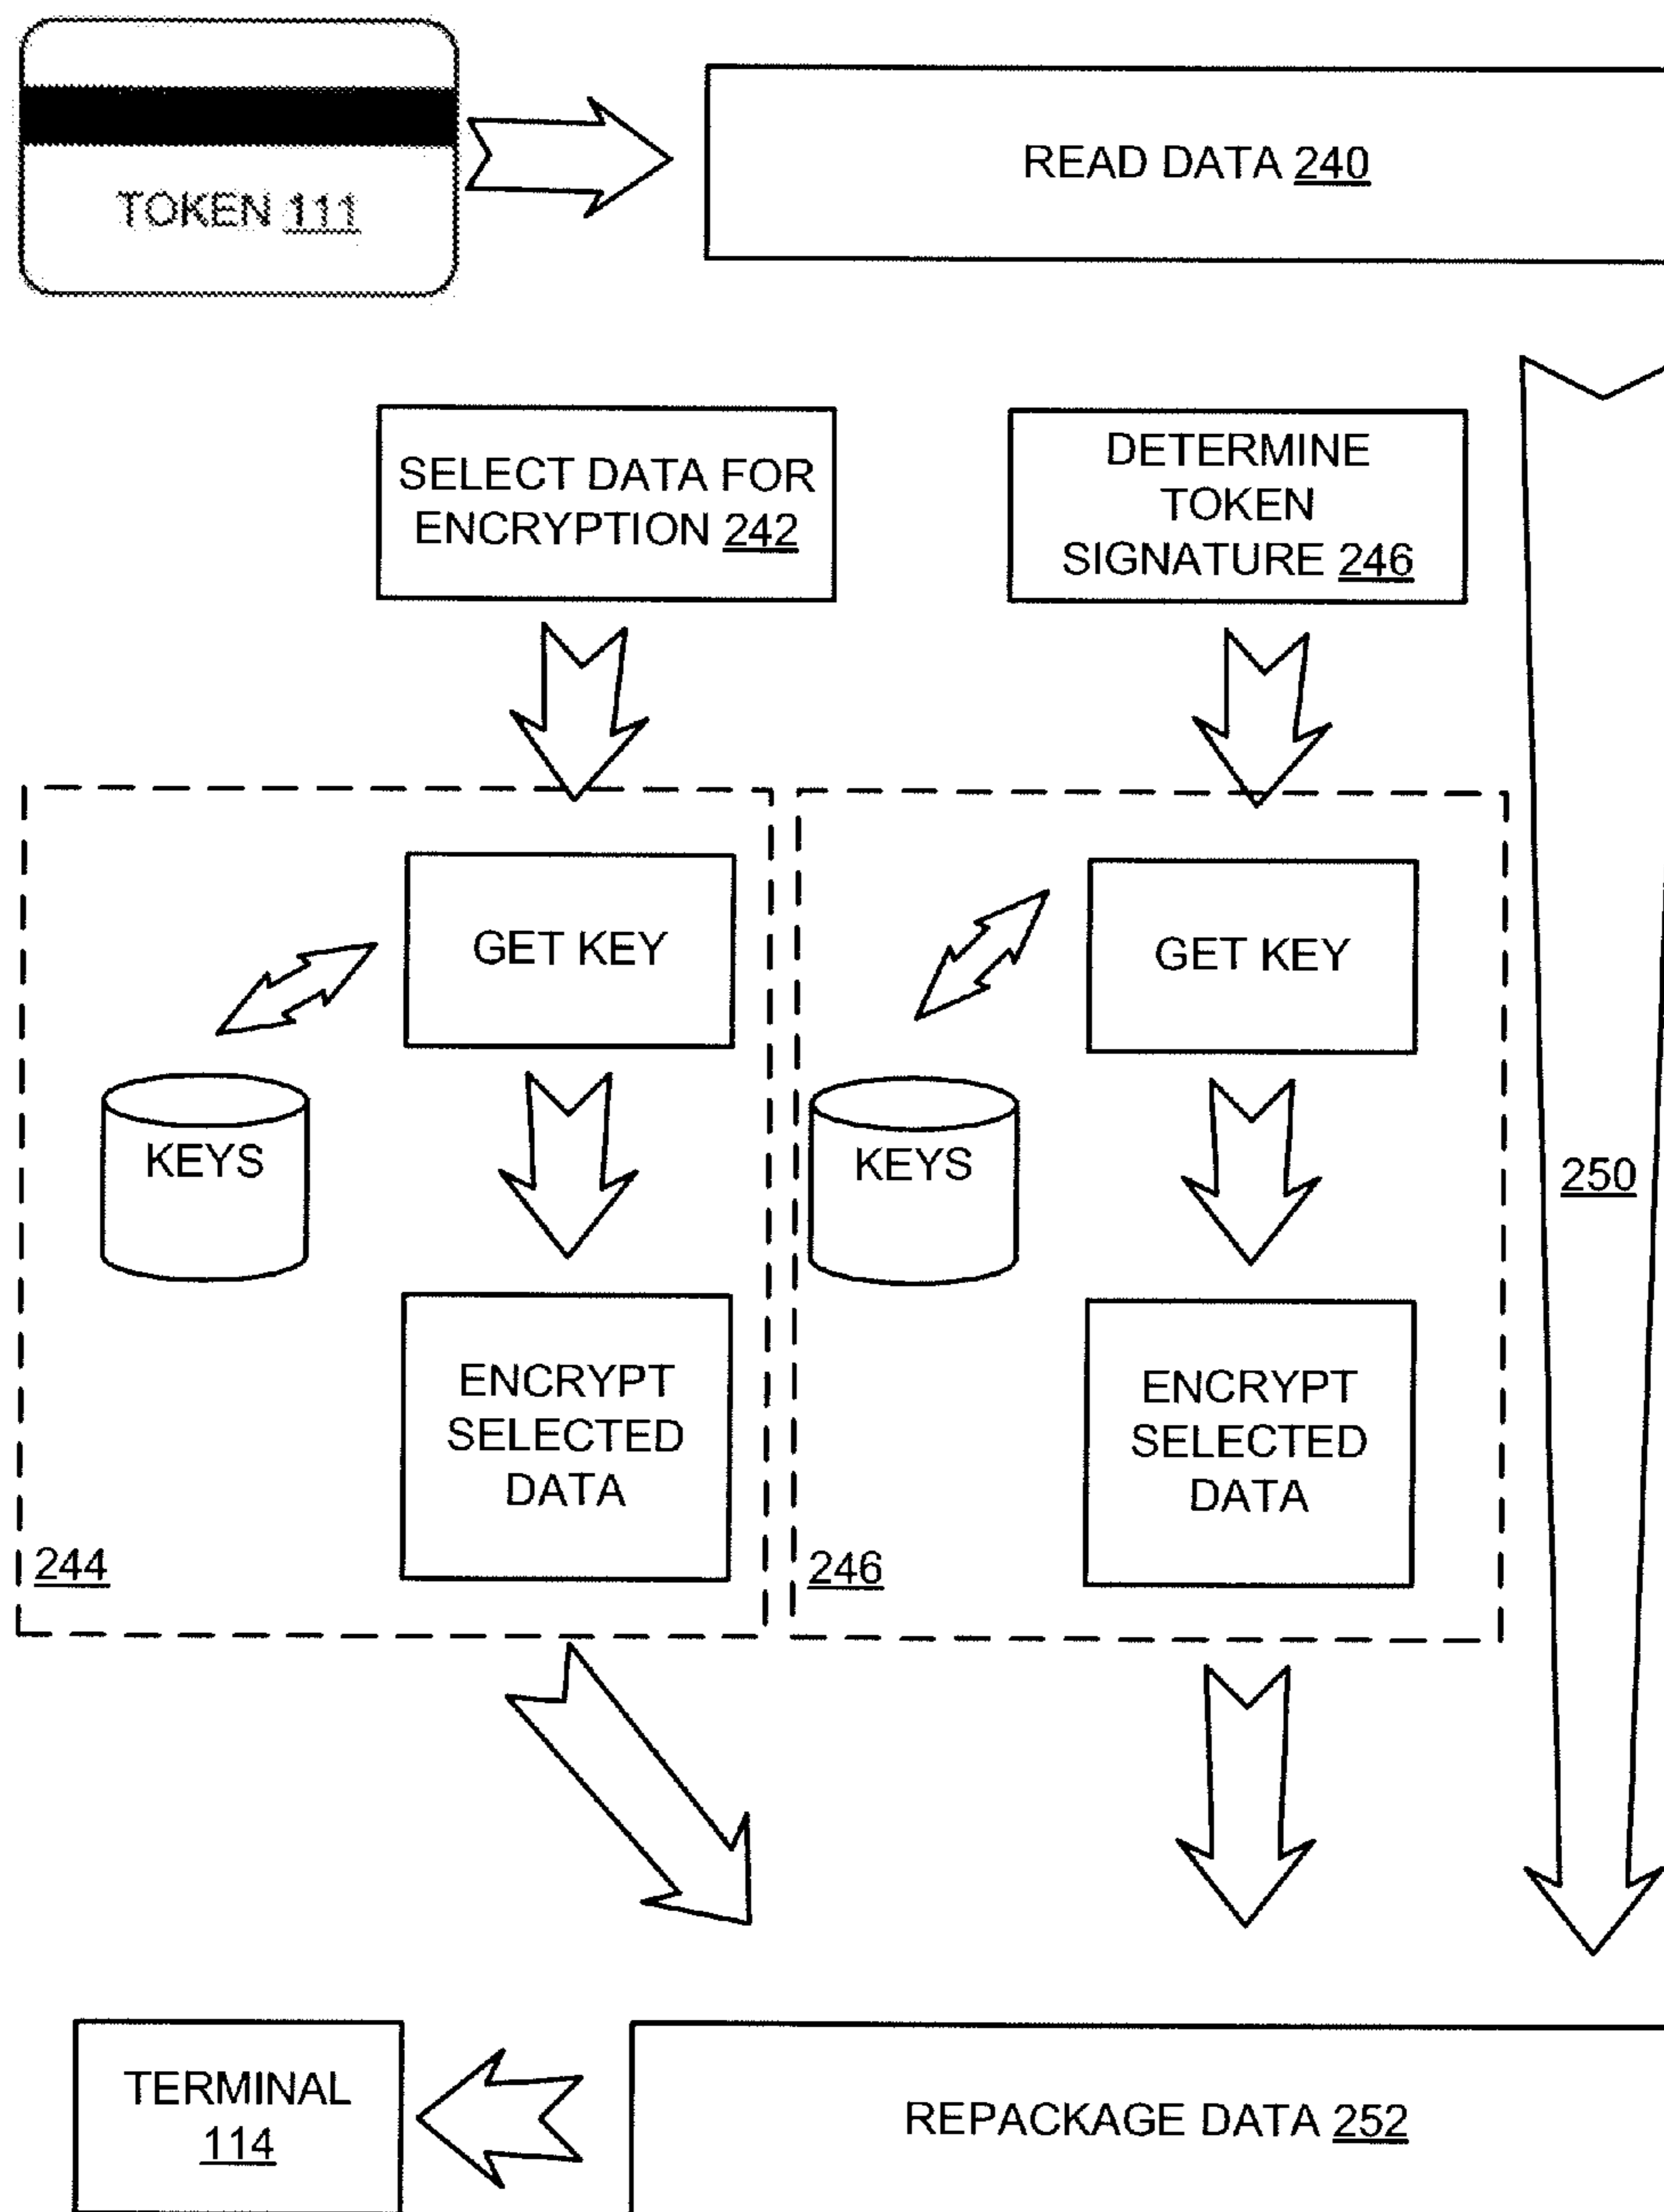 TOKEN 111
READ DATA 240
SELECT DATA FOR
ENCRYPTION 242
DETERMINE
TOKEN
SIGNATURE 246
GET KEY
GET KEY
KEYS
KEYS
250
ENCRYPT
SELECTED
DATA
ENCRYPT
SELECTED
DATA
244
246
TERMINAL
114
REPACKAGE DATA 252